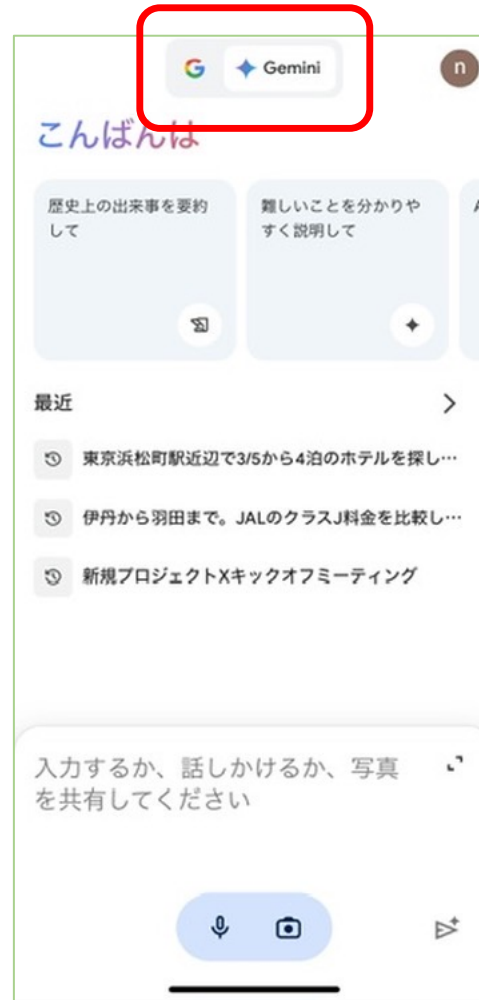 G Gemini
n
こんばんは
歴史上の出来事を要約
して
難しいことを分かりや
すく説明して
最近
東京浜松町駅近辺で3/5から4泊のホテルを探し…
伊丹から羽田まで。JALのクラスJ料金を比較し…
新規プロジェクトXキックオフミーティング
入力するか、話しかけるか、写真
を共有してください